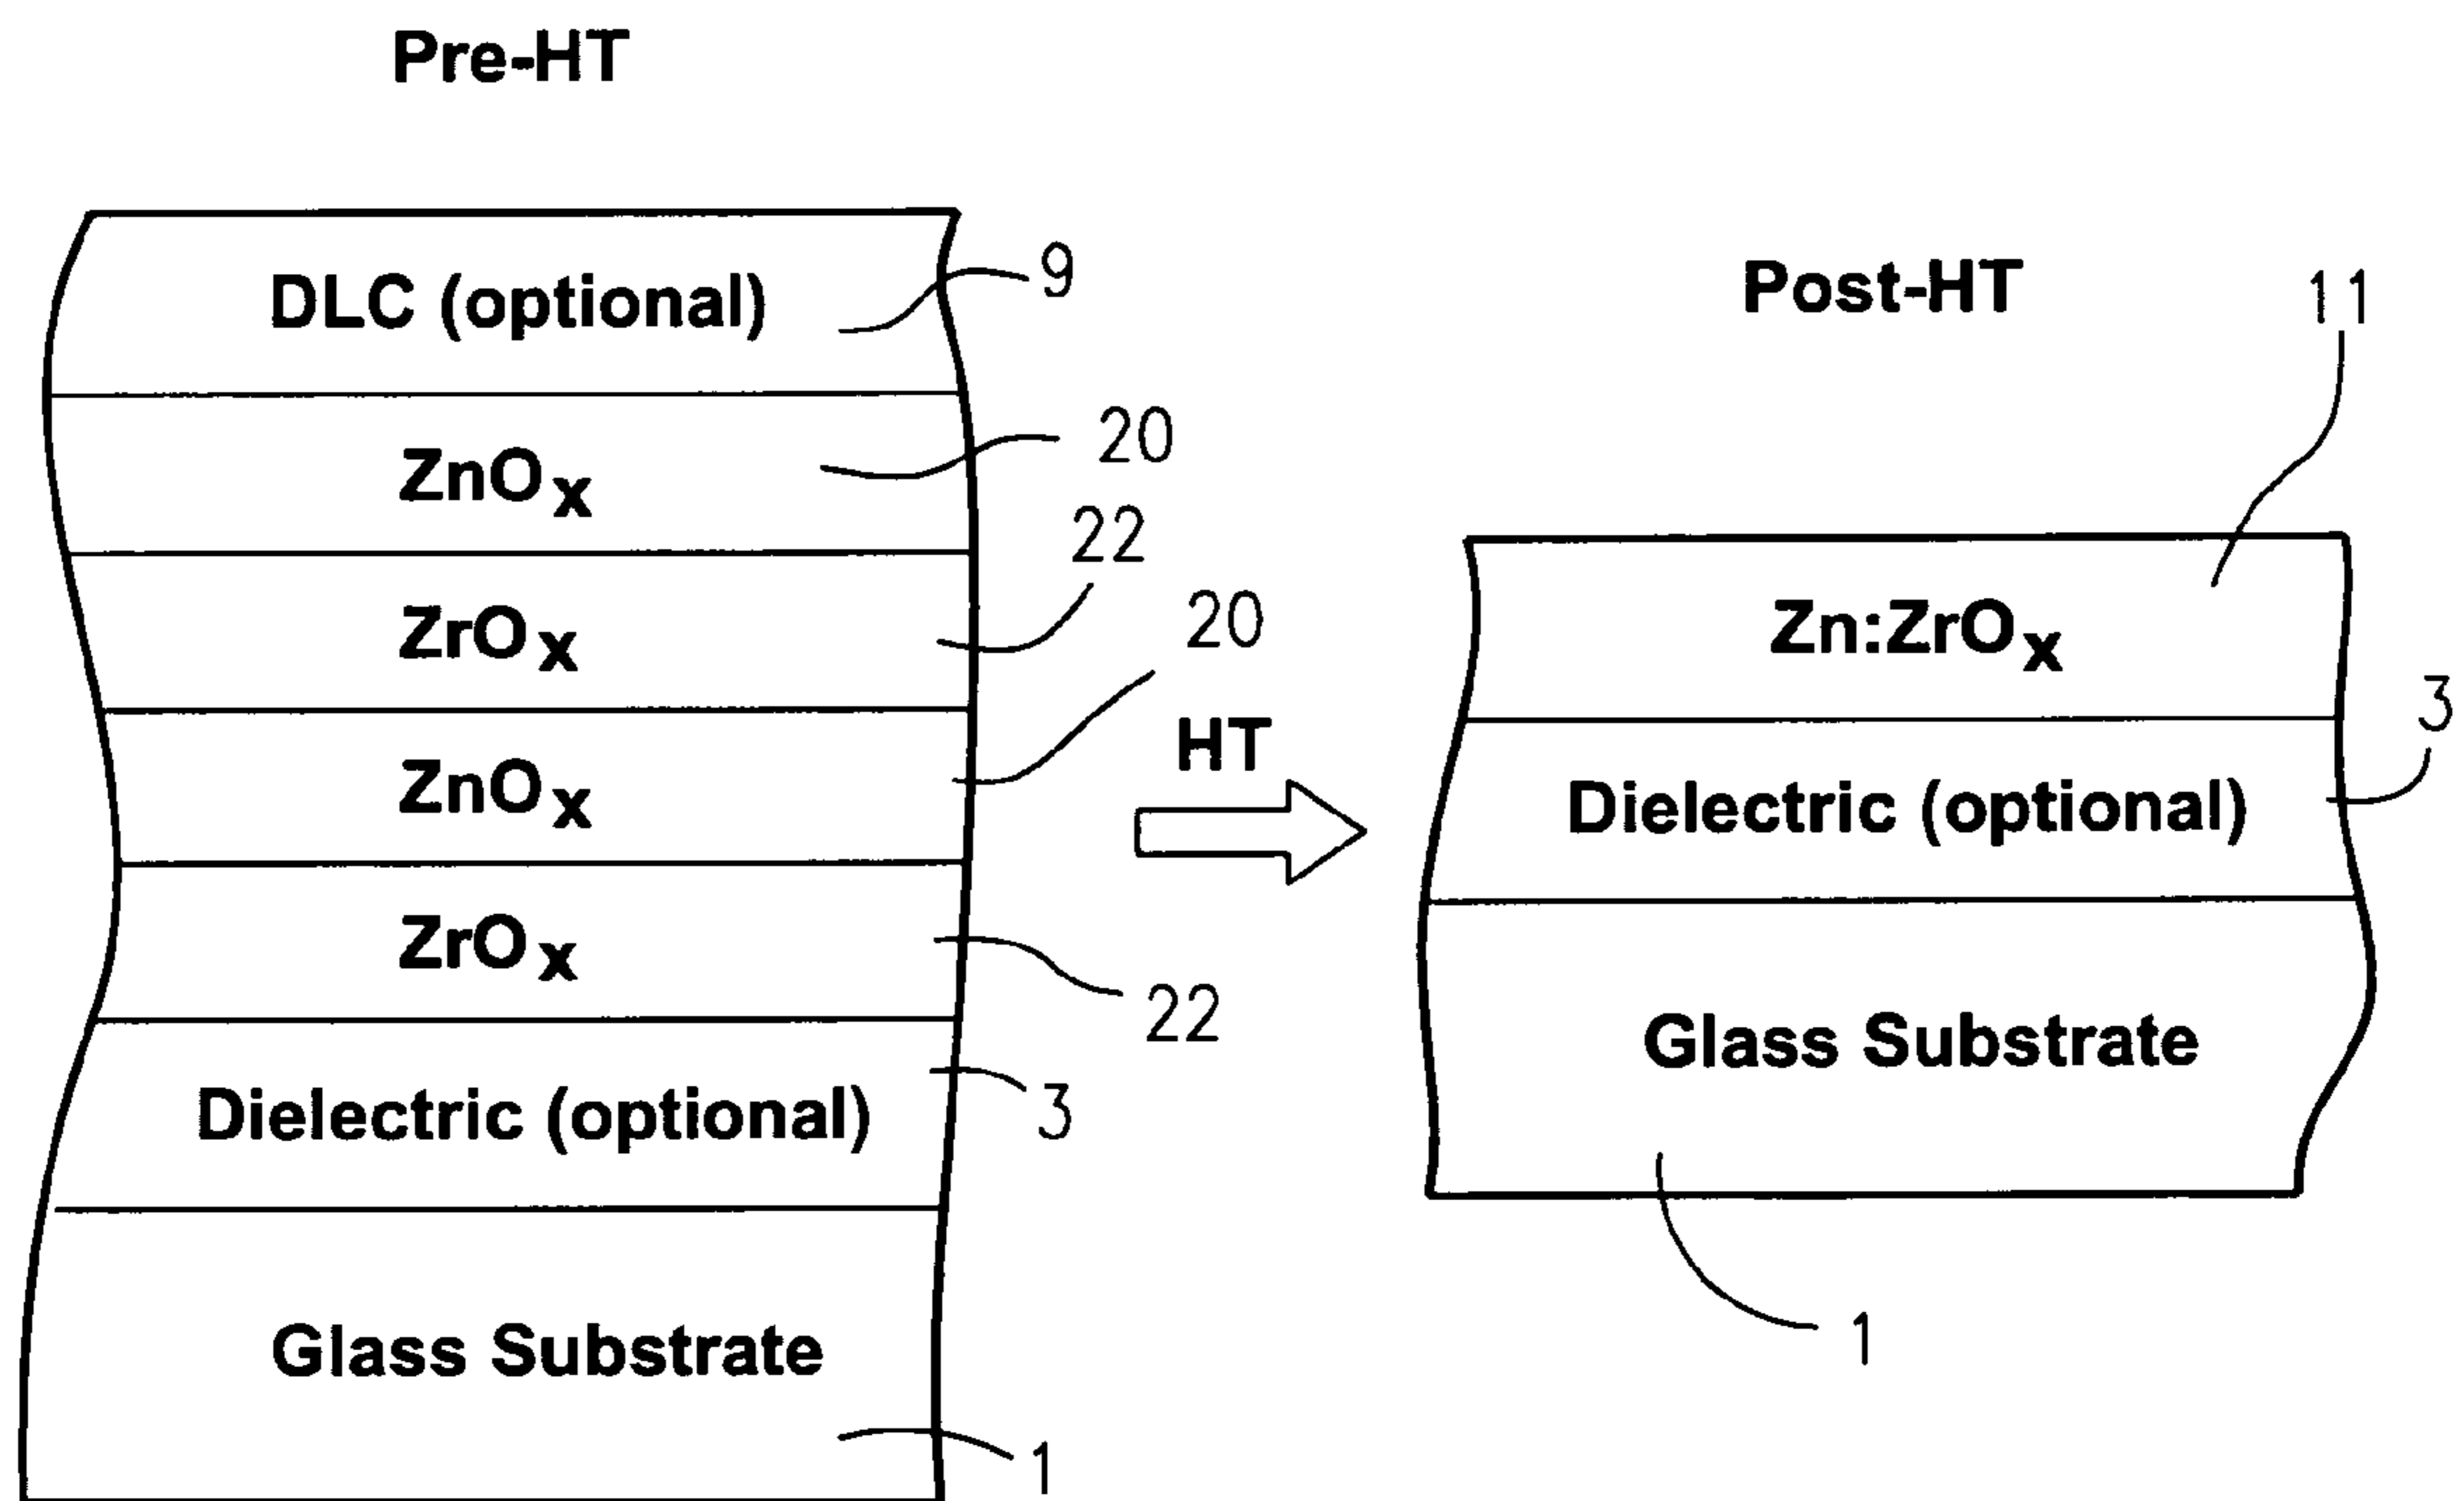 Pre-HT
DLC (optional)
9
ZnOx
20
22
ZrOx
20
ZnOx
ZrOx
22
Dielectric (optional)
3
Glass Substrate
1
HT
Post-HT
11
Zn:ZrOx
3
Dielectric (optional)
Glass Substrate
1